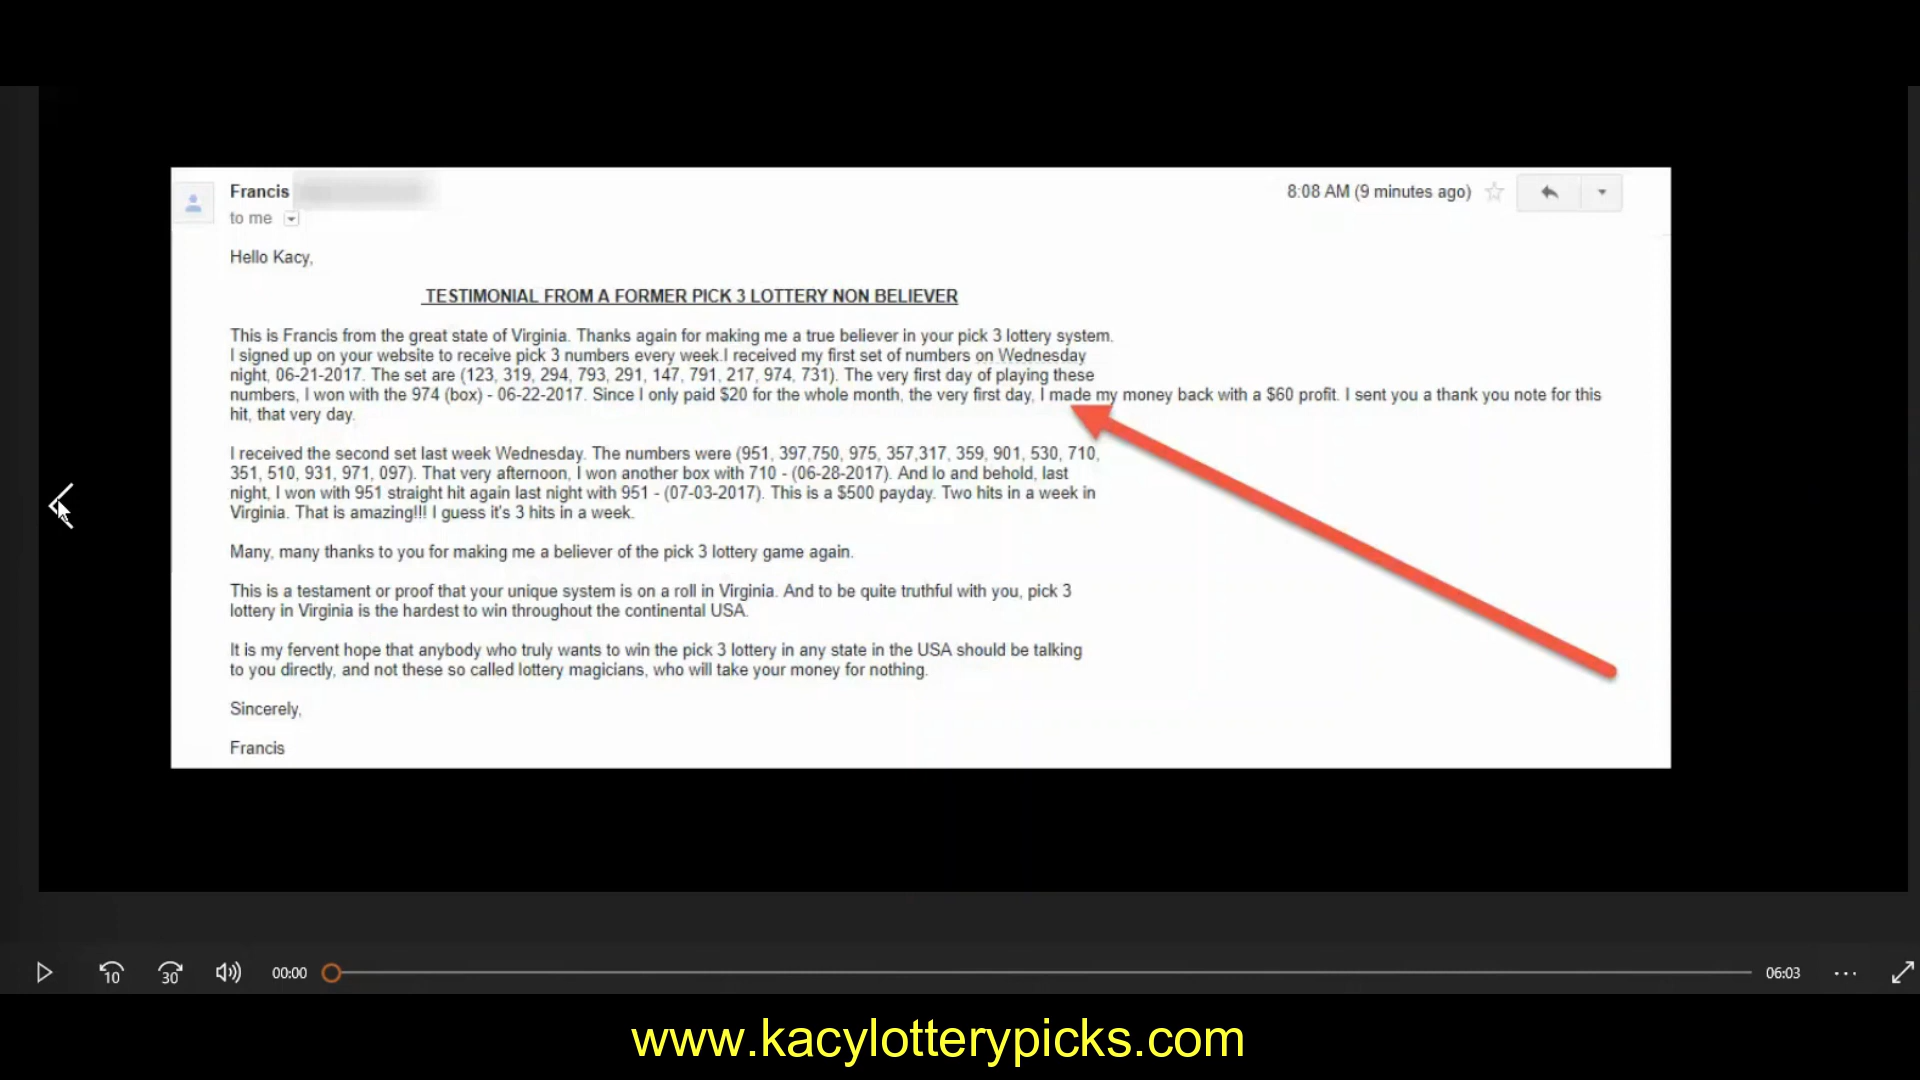 Francis
8:08 AM (9 minutes ago)
to me
Hello Kacy,
TESTIMONIAL FROM A FORMER PICK 3 LOTTERY NON BELIEVER
This is Francis from the great state of Virginia. Thanks again for making me a true believer in your pick 3 lottery system.
I signed up on your website to receive pick 3 numbers every week.I received my first set of numbers on Wednesday
night, 06-21-2017. The set are (123, 319, 294, 793, 291, 147, 791, 217, 974, 731). The very first day of playing these
numbers, I won with the 974 (box) - 06-22-2017. Since I only paid $20 for the whole month, the very first day, I made my money back with a $60 profit. I sent you a thank you note for this
hit, that very day.
I received the second set last week Wednesday. The numbers were (951, 397,750, 975, 357,317, 359, 901, 530, 710,
351, 510, 931, 971, 097). That very afternoon, I won another box with 710 - (06-28-2017). And lo and behold, last
night, I won with 951 straight hit again last night with 951 - (07-03-2017). This is a $500 payday. Two hits in a week in
Virginia. That is amazing!!! I guess it's 3 hits in a week.
Many, many thanks to you for making me a believer of the pick 3 lottery game again.
This is a testament or proof that your unique system is on a roll in Virginia. And to be quite truthful with you, pick 3
lottery in Virginia is the hardest to win throughout the continental USA.
It is my fervent hope that anybody who truly wants to win the pick 3 lottery in any state in the USA should be talking
to you directly, and not these so called lottery magicians, who will take your money for nothing.
Sincerely,
Francis
10
30
00:00
06:03
www.kacylotterypicks.com